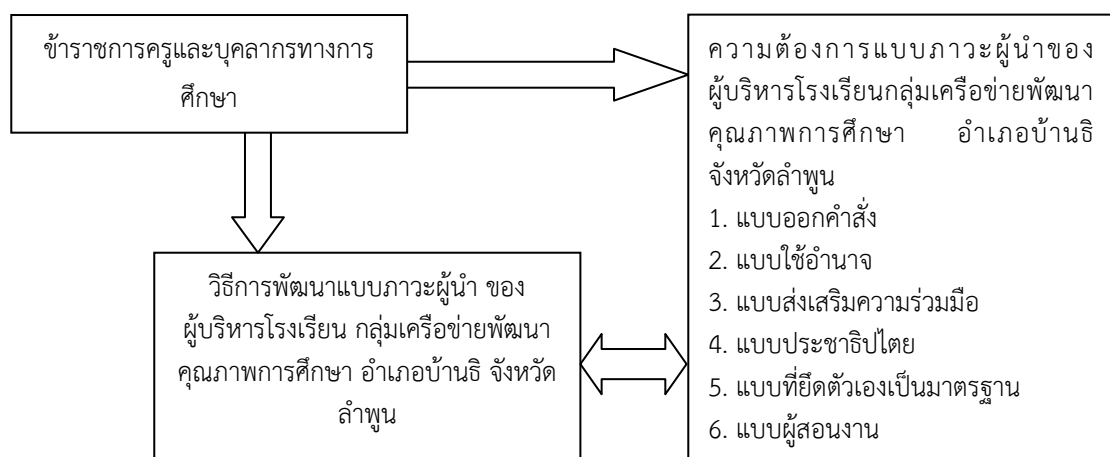 ข้าราชการครูและบุคลากรทางการ
ศึกษา
ความต้องการแบบภาวะผู้นำของ
ผู้บริหารโรงเรียนกลุ่มเครือข่ายพัฒนา
คุณภาพการศึกษา อำเภอบ้านธิ
จังหวัดลำพูน
1. แบบออกคำสั่ง
2. แบบใช้อำนาจ
3. แบบส่งเสริมความร่วมมือ
4. แบบประชาธิปไตย
5. แบบที่ยึดตัวเองเป็นมาตรฐาน
6. แบบผู้สอนงาน
วิธีการพัฒนาแบบภาวะผู้นำ ของ
ผู้บริหารโรงเรียน กลุ่มเครือข่ายพัฒนา
คุณภาพการศึกษา อำเภอบ้านธิ จังหวัด
ลำพูน